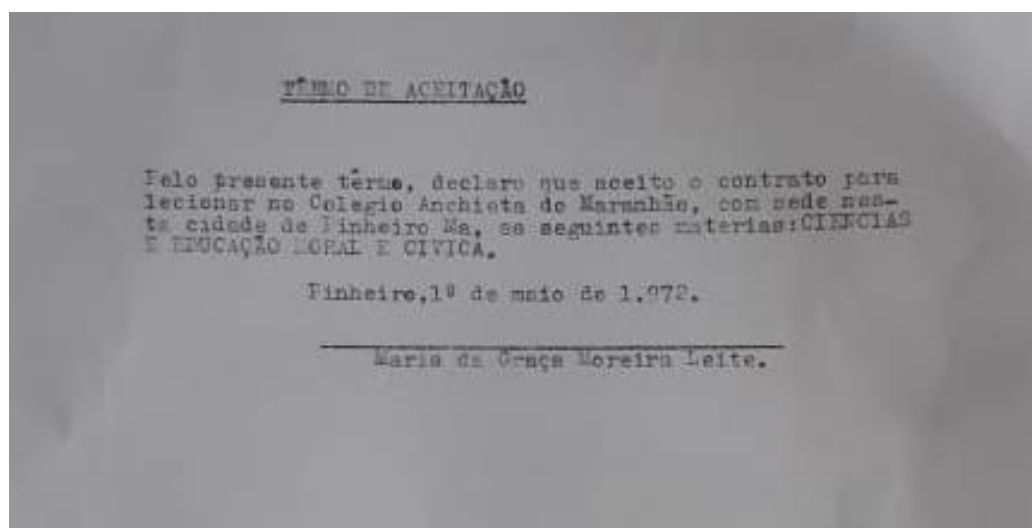 TÊRMO DE ACEITAÇÃO
Pelo presente têrmo, declaro que aceito o contrato para
lecionar no Colegio Anchieta do Maranhão, com sede nes-
ta cidade de Pinheiro Ma, as seguintes materias:CIENCIAS
E EDUCAÇÃO MORAL E CIVICA.
Pinheiro,1º de maio de 1.972.
Maria da Graça Moreira Leite.